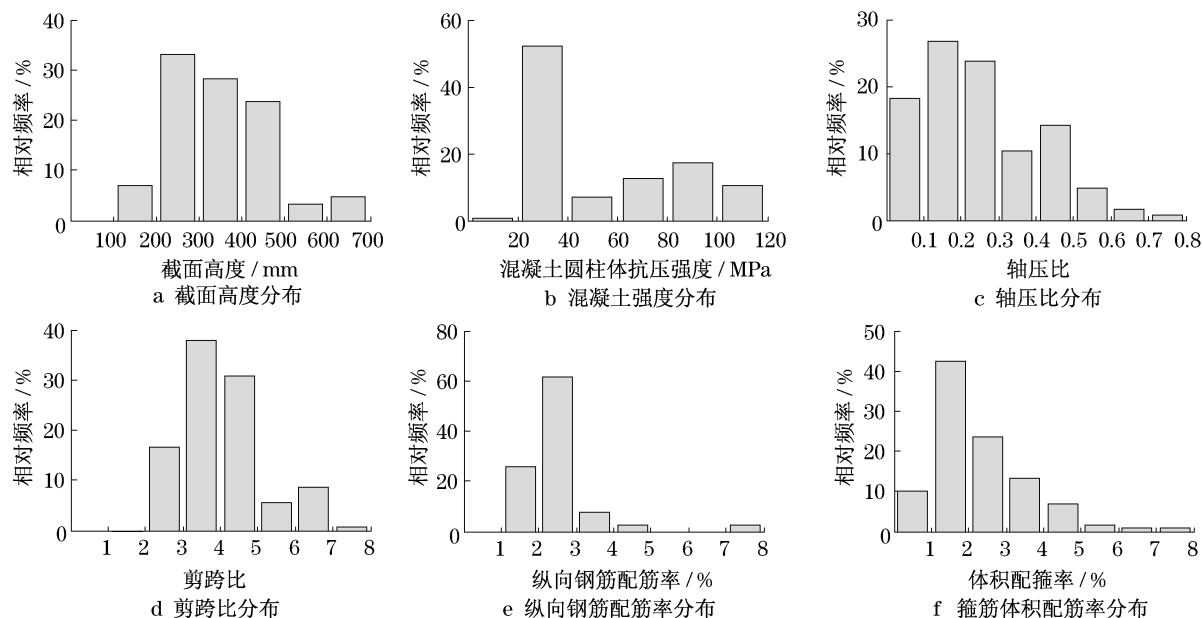 相对频率/%
40
30
20
10
0
100 200 300 400 500 600 700
截面高度/mm
a 截面高度分布
相对频率/%
60
40
20
0
20 40 60 80 100 120
混凝土圆柱体抗压强度/MPa
b 混凝土强度分布
相对频率/%
30
20
10
0
0.1 0.2 0.3 0.4 0.5 0.6 0.7 0.8
轴压比
c 轴压比分布
相对频率/%
40
30
20
10
0
1 2 3 4 5 6 7 8
剪跨比
d 剪跨比分布
相对频率/%
80
60
40
20
0
1 2 3 4 5 6 7 8
纵向钢筋配筋率/%
e 纵向钢筋配筋率分布
相对频率/%
50
40
30
20
10
0
1 2 3 4 5 6 7 8
体积配箍率/%
f 箍筋体积配筋率分布